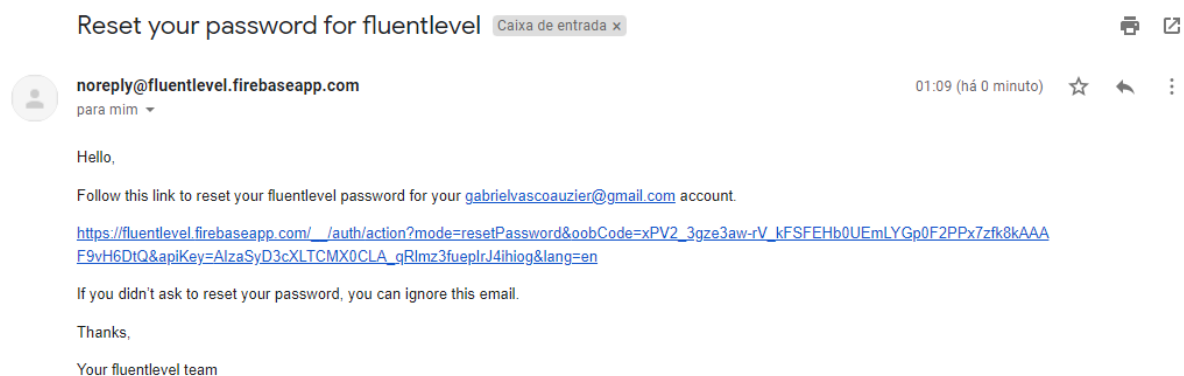 Reset your password for fluentlevel Caixa de entrada x
noreply@fluentlevel.firebaseapp.com 01:09 (há 0 minuto)
para mim
Hello,
Follow this link to reset your fluentlevel password for your gabrielvascoauzier@gmail.com account.
https://fluentlevel.firebaseapp.com/__/auth/action?mode=resetPassword&oobCode=xPV2_3gze3aw-rV_kFSFEHb0UEmLYGp0F2PPx7zfk8kAAA
F9vH6DtQ&apiKey=AIzaSyD3cXLTCMX0CLA_qRlmz3fueplrJ4ihiog&lang=en
If you didn’t ask to reset your password, you can ignore this email.
Thanks,
Your fluentlevel team